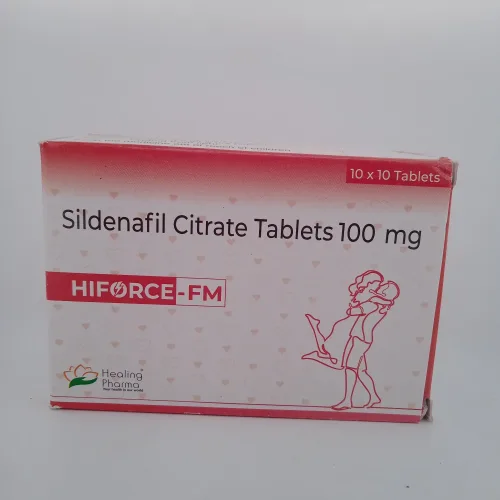 10 x 10 Tablets
Sildenafil Citrate Tablets 100 mg
HIFORCE-FM
Healing
Pharma